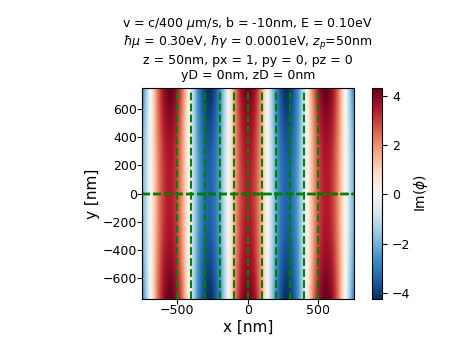 v = c/400 μm/s, b = -10nm, E = 0.10eV
ℏμ = 0.30eV, ℏγ = 0.0001eV, zₚ=50nm
z = 50nm, px = 1, py = 0, pz = 0
yD = 0nm, zD = 0nm
600
400
200
0
−200
−400
−600
y [nm]
−500
0
500
x [nm]
4
2
0
−2
−4
Im(ϕ)